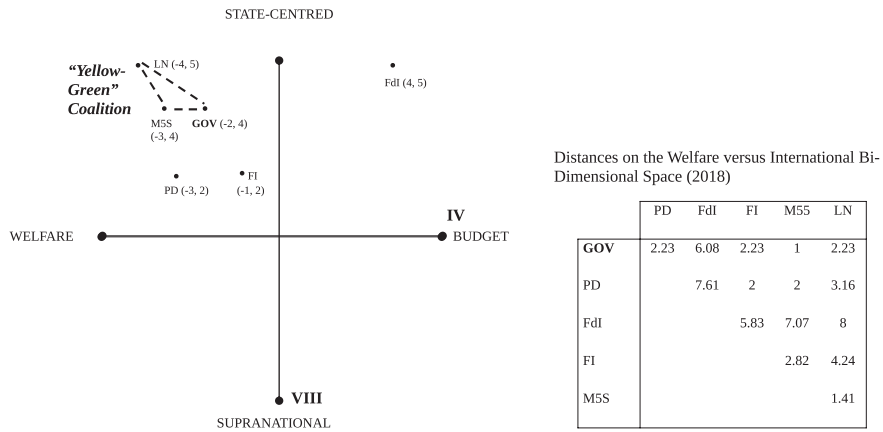 STATE-CENTRED
"Yellow-
Green"
Coalition
LN (-4, 5)
FdI (4, 5)
M5S
(-3, 4)
GOV (-2, 4)
PD (-3, 2)
FI
(-1, 2)
IV
WELFARE
BUDGET
VIII
SUPRANATIONAL
Distances on the Welfare versus International Bi-
Dimensional Space (2018)
PD FdI FI M55 LN
GOV 2.23 6.08 2.23 1 2.23
PD 7.61 2 2 3.16
FdI 5.83 7.07 8
FI 2.82 4.24
M5S 1.41